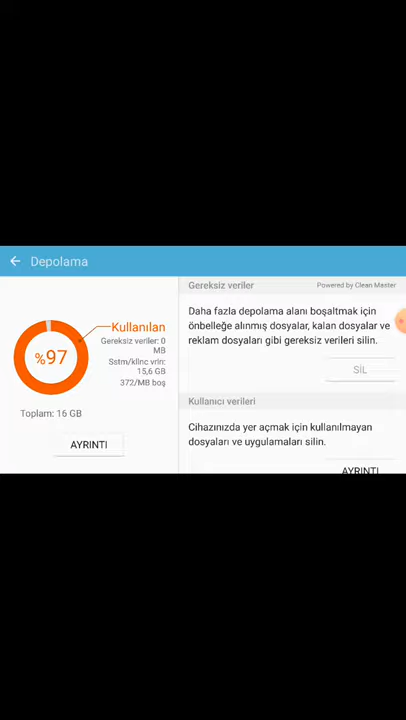 Depolama
%97
Kullanılan
Gereksiz veriler: 0
MB
Sstm/kllnc vrln:
15,6 GB
372/MB boş
Toplam: 16 GB
AYRINTI
Gereksiz veriler
Powered by Clean Master
Daha fazla depolama alanı boşaltmak için
önbelleğe alınmış dosyalar, kalan dosyalar ve
reklam dosyaları gibi gereksiz verileri silin.
SİL
Kullanıcı verileri
Cihazınızda yer açmak için kullanılmayan
dosyaları ve uygulamaları silin.
AYRINTI